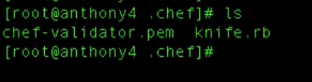 [root@anthony4 .chef]# ls
chef-validator.pem  knife.rb
[root@anthony4 .chef]#